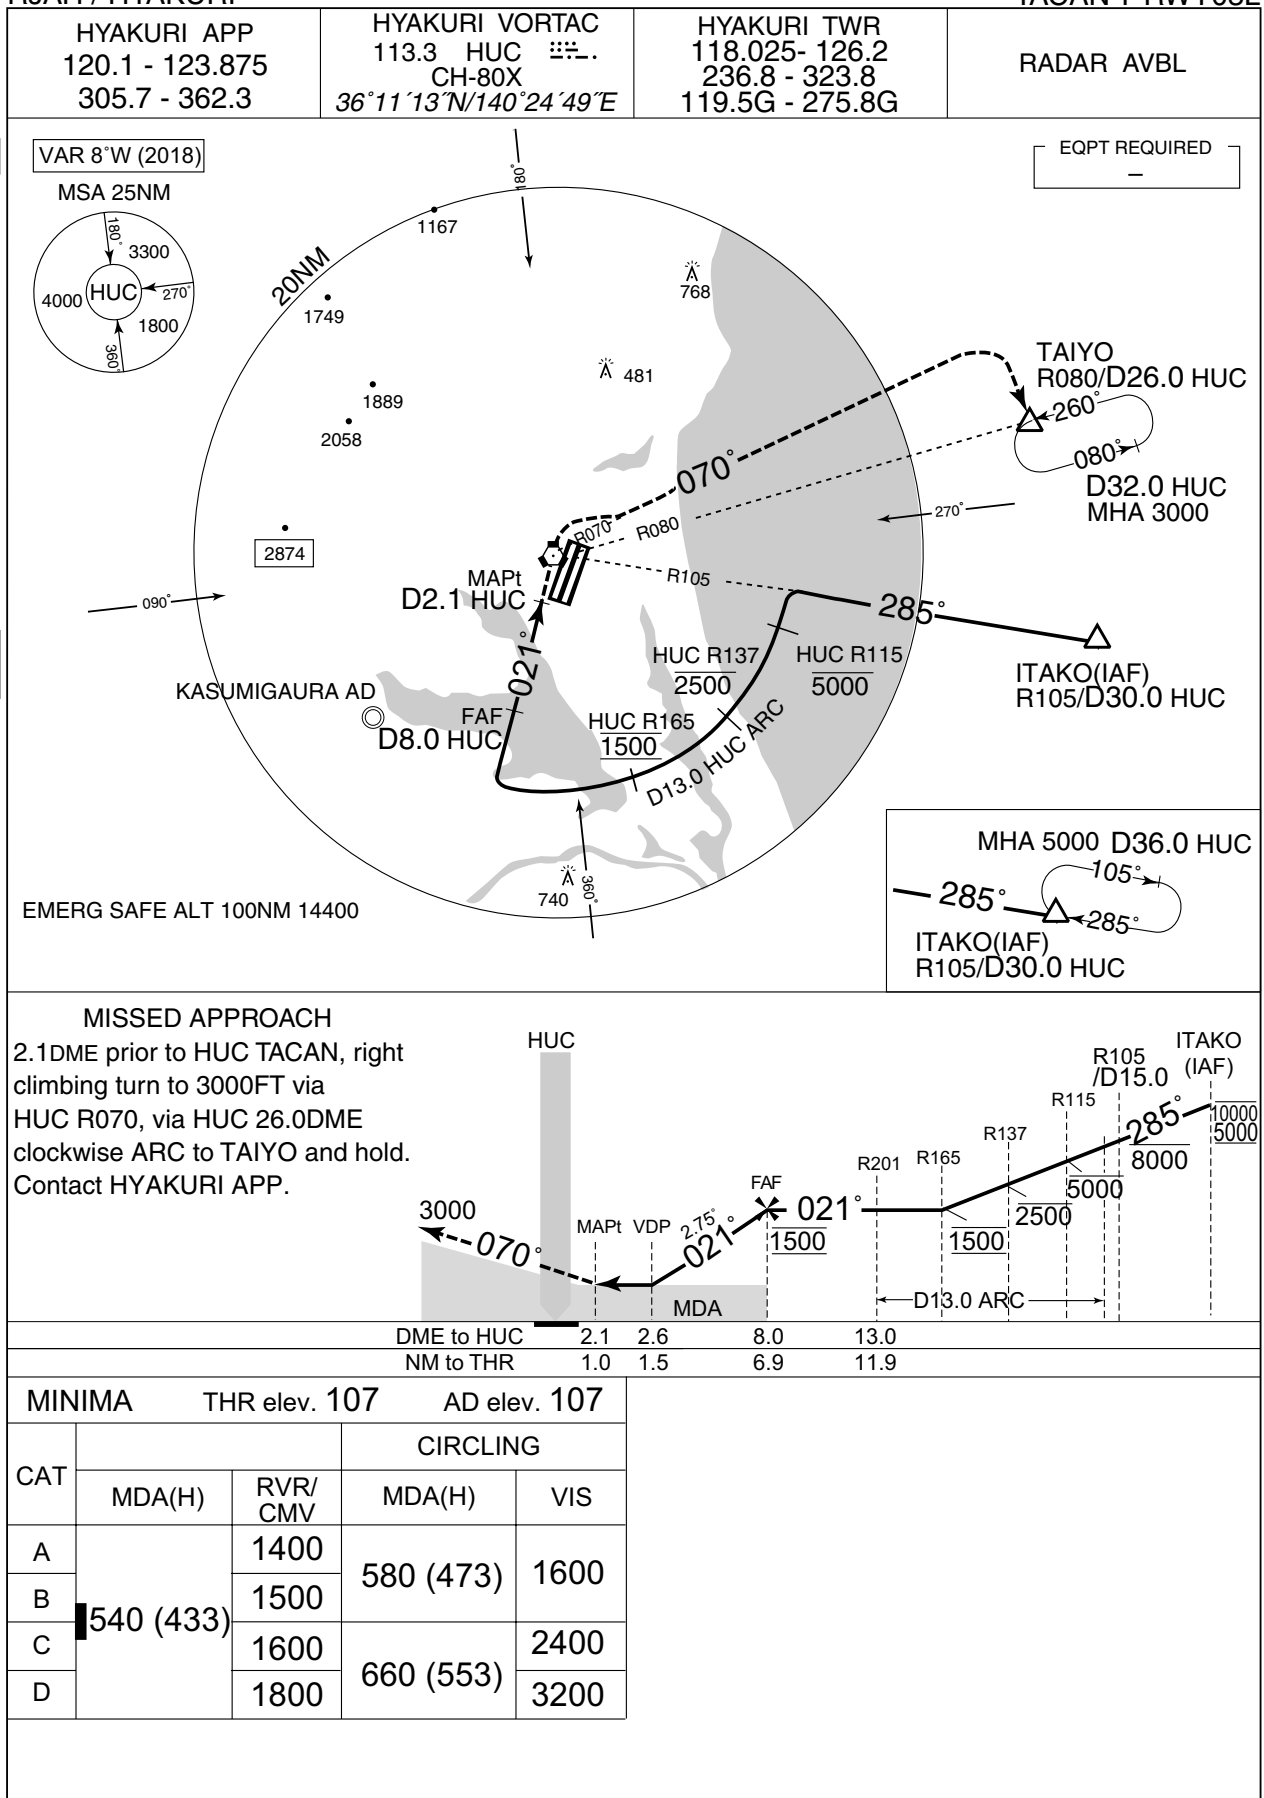 HYAKURI APP
120.1 - 123.875
305.7 - 362.3
HYAKURI VORTAC
113.3 HUC
CH-80X
36°11´13˝N/140°24´49˝E
HYAKURI TWR
118.025- 126.2
236.8 - 323.8
119.5G - 275.8G
RADAR AVBL
VAR 8°W (2018)
MSA 25NM
180°
3300
4000
HUC
270°
1800
360°
EQPT REQUIRED
–
180°
1167
20NM
1749
768
481
1889
2058
TAIYO
R080/D26.0 HUC
260°
080°
D32.0 HUC
MHA 3000
070°
270°
2874
R070
R080
R105
MAPt
D2.1 HUC
090°
285°
021°
HUC R137
2500
HUC R115
5000
ITAKO(IAF)
R105/D30.0 HUC
KASUMIGAURA AD
FAF
D8.0 HUC
HUC R165
1500
D13.0 HUC ARC
740
360°
EMERG SAFE ALT 100NM 14400
MHA 5000 D36.0 HUC
105°
285°
285°
ITAKO(IAF)
R105/D30.0 HUC
MISSED APPROACH
2.1DME prior to HUC TACAN, right
climbing turn to 3000FT via
HUC R070, via HUC 26.0DME
clockwise ARC to TAIYO and hold.
Contact HYAKURI APP.
HUC
ITAKO
(IAF)
R105
/D15.0
R115
10000
5000
285°
R137
8000
R201
R165
5000
FAF
2500
3000
MAPt
VDP
2.75°
021°
021°
1500
1500
070°
MDA
D13.0 ARC
DME to HUC 2.1 2.6 8.0 13.0
NM to THR 1.0 1.5 6.9 11.9
MINIMA THR elev. 107 AD elev. 107
CAT
CIRCLING
MDA(H)
RVR/
CMV
MDA(H)
VIS
A
1400
580 (473)
1600
B
540 (433)
1500
C
1600
660 (553)
2400
D
1800
3200